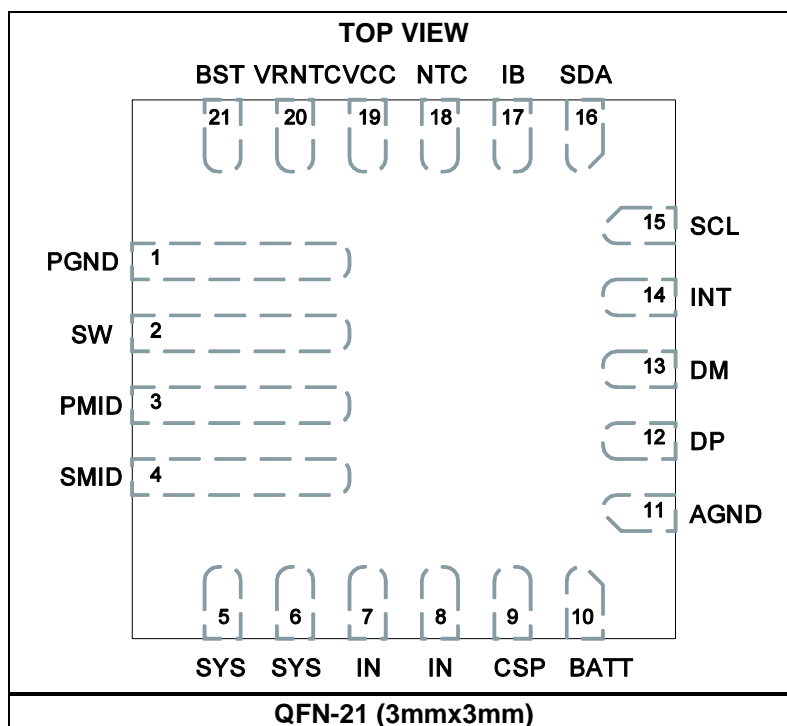 TOP VIEW
BST VRNTC VCC NTC IB SDA
21 20 19 18 17 16
15 SCL
PGND 1
14 INT
SW 2
13 DM
PMID 3
12 DP
SMID 4
11 AGND
5 6 7 8 9 10
SYS SYS IN IN CSP BATT
QFN-21 (3mmx3mm)